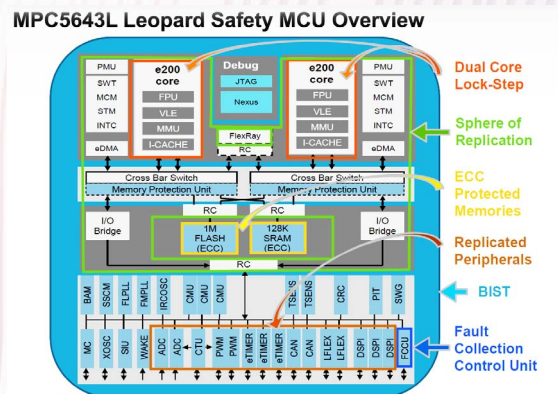 MPC5643L Leopard Safety MCU Overview
PMU
SWT
MCM
STM
INTC
eDMA
e200
core
FPU
VLE
MMU
I-CACHE
Debug
JTAG
Nexus
FlexRay
RC
e200
core
FPU
VLE
MMU
I-CACHE
PMU
SWT
MCM
STM
INTC
eDMA
Cross Bar Switch
Memory Protection Unit
Cross Bar Switch
Memory Protection Unit
I/O
Bridge
RC
RC
1M
FLASH
(ECC)
128K
SRAM
(ECC)
RC
I/O
Bridge
BAM
SSCM
FLPLL
FMPLL
IRCOSC
CMU
CMU
CMU
TSENS
TSENS
CRC
PIT
SWG
MC
XOSC
SIU
WAKE
ADC
ADC
CTU
PWM
PWM
eTIMER
eTIMER
eTIMER
CAN
CAN
LFLEX
LFLEX
DSPI
DSPI
DSPI
FCCU
Dual Core
Lock-Step
Sphere of
Replication
ECC
Protected
Memories
Replicated
Peripherals
BIST
Fault
Collection
Control Unit